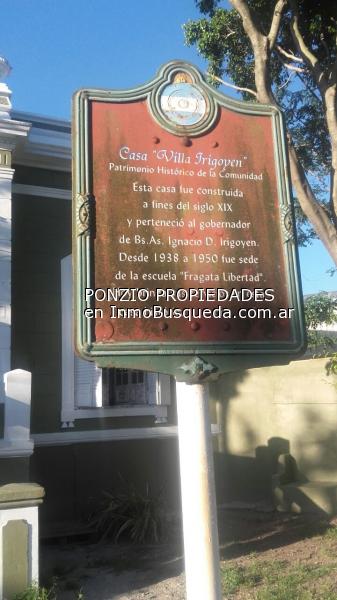 Casa "Villa Irigoyen"
Patrimonio Histórico de la Comunidad
Esta casa fue construida
a fines del siglo XIX
y perteneció al gobernador
de Bs.As. Ignacio D. Irigoyen.
Desde 1938 a 1950 fue sede
de la escuela "Fragata Libertad".
PONZIO PROPIEDADES
en InmoBusqueda.com.ar